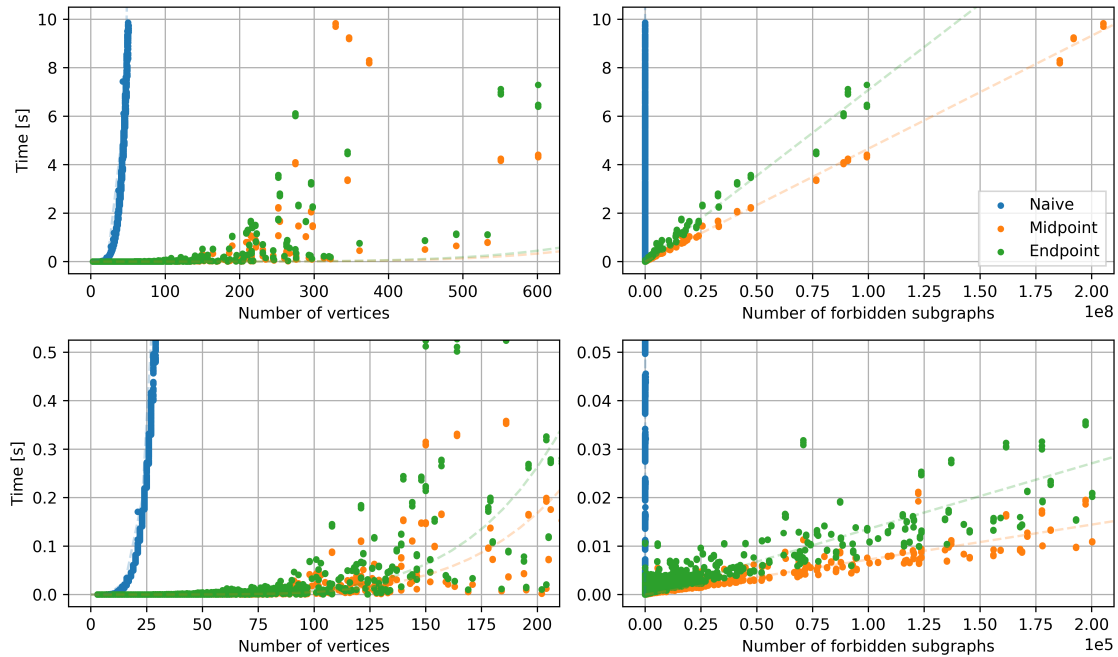 10
8
6
4
2
0
Time [s]
0 100 200 300 400 500 600
Number of vertices
10
8
6
4
2
0
0.00 0.25 0.50 0.75 1.00 1.25 1.50 1.75 2.00
Number of forbidden subgraphs
1e8
Naive
Midpoint
Endpoint
0.5
0.4
0.3
0.2
0.1
0.0
Time [s]
0 25 50 75 100 125 150 175 200
Number of vertices
0.05
0.04
0.03
0.02
0.01
0.00
0.00 0.25 0.50 0.75 1.00 1.25 1.50 1.75 2.00
Number of forbidden subgraphs
1e5